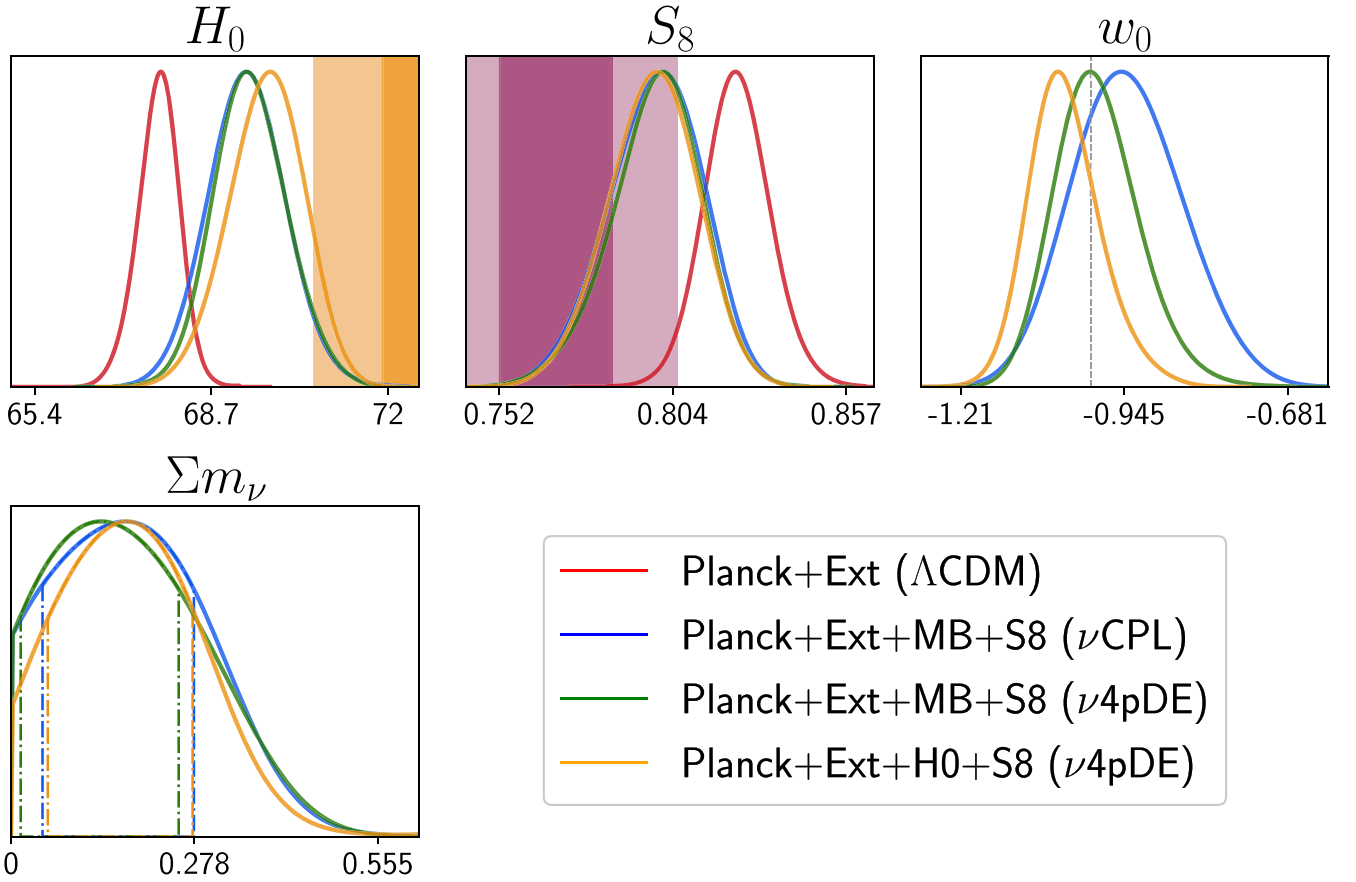 H₀
S₈
w₀
65.4 68.7 72
0.752 0.804 0.857
-1.21 -0.945 -0.681
Σmᵥ
0 0.278 0.555
Planck+Ext (ΛCDM)
Planck+Ext+MB+S8 (νCPL)
Planck+Ext+MB+S8 (ν4pDE)
Planck+Ext+H0+S8 (ν4pDE)